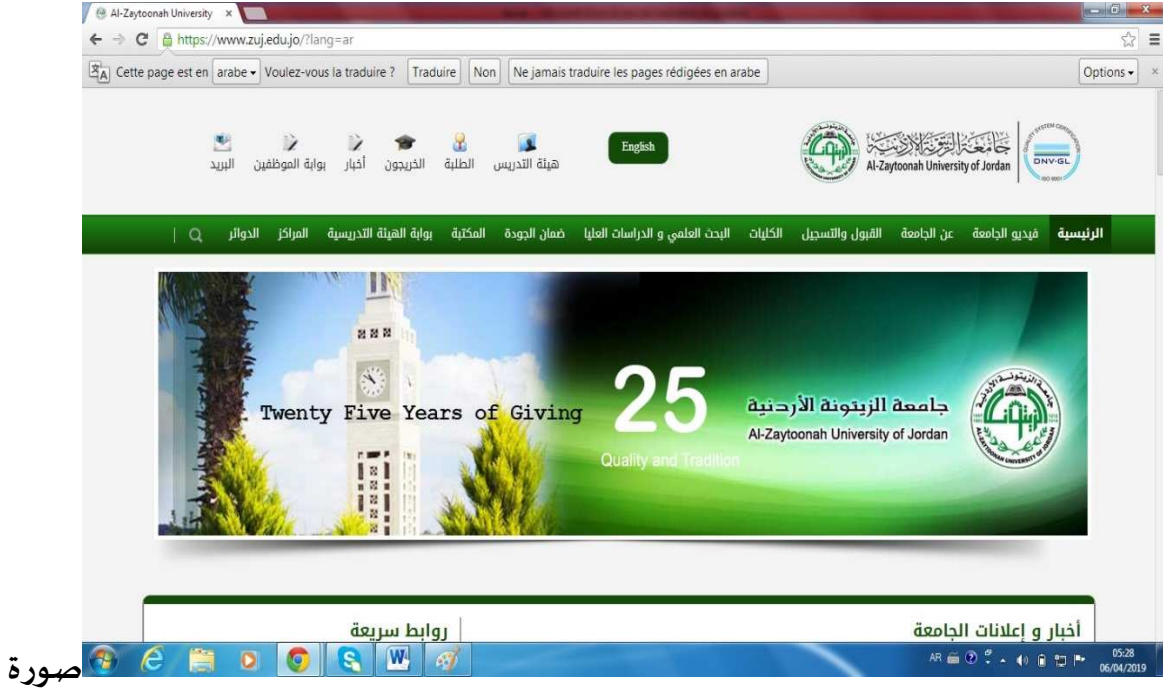 Al-Zaytoonah University
https://www.zuj.edu.jo/?lang=ar
Cette page est en arabe Voulez-vous la traduire ? Traduire Non Ne jamais traduire les pages rédigées en arabe Options
هيئة التدريس الطلبة الخريجون أخبار بوابة الموظفين البريد
English
جامعة الزيتونة الأردنية
Al-Zaytoonah University of Jordan
DNV·GL
ISO 9001
الرئيسية فيديو الجامعة عن الجامعة القبول والتسجيل الكليات البحث العلمي و الدراسات العليا ضمان الجودة المكتبة بوابة الهيئة التدريسية المراكز الدوائر
Twenty Five Years of Giving
25
Quality and Tradition
جامعة الزيتونة الأردنية
Al-Zaytoonah University of Jordan
أخبار و إعلانات الجامعة
روابط سريعة
AR
05:28
06/04/2019
صورة